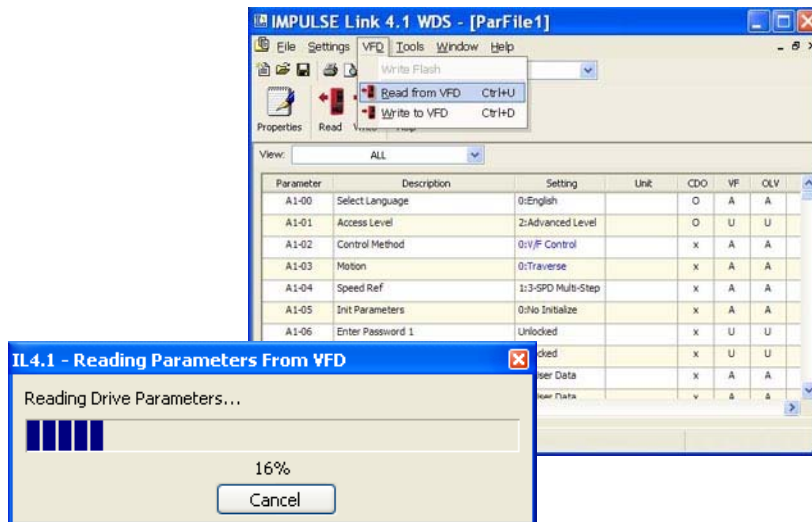 IMPULSE Link 4.1 WDS - [ParFile1]
File Settings VFD Tools Window Help
Write Flash
Read from VFD Ctrl+U
Write to VFD Ctrl+D
Properties Read
View: ALL
Parameter Description Setting Unit CDO VF OLV
A1-00 Select Language 0:English O A A
A1-01 Access Level 2:Advanced Level O U U
A1-02 Control Method 0:V/F Control x A A
A1-03 Motion 0:Traverse x A A
A1-04 Speed Ref 1:3-SPD Multi-Step x A A
A1-05 Init Parameters 0:No Initialize x A A
A1-06 Enter Password 1 Unlocked x U U
x U U
Data x A A
Data x A A
IL4.1 - Reading Parameters From VFD
Reading Drive Parameters...
16%
Cancel